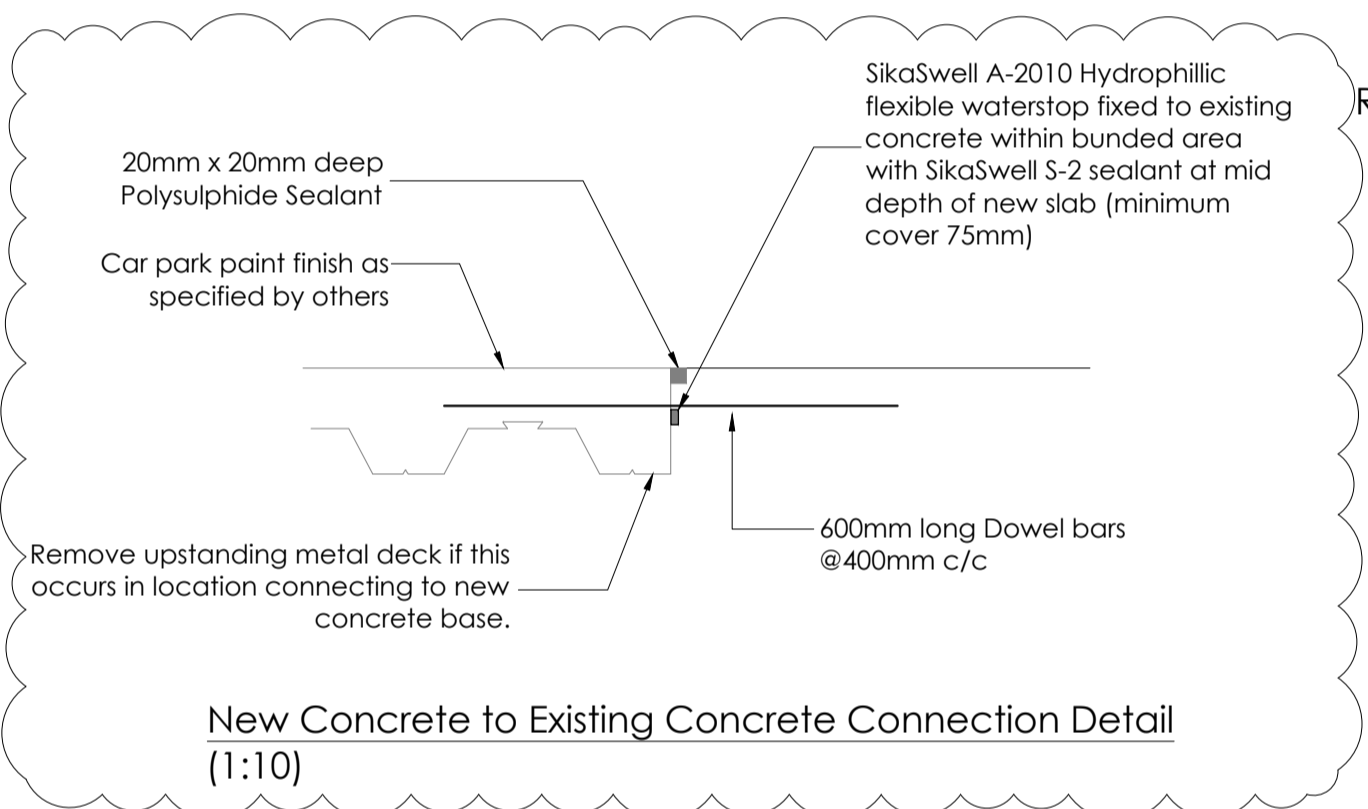 20mm x 20mm deep
Polysulphide Sealant
Car park paint finish as
specified by others
SikaSwell A-2010 Hydrophillic
flexible waterstop fixed to existing
concrete within bunded area
with SikaSwell S-2 sealant at mid
depth of new slab (minimum
cover 75mm)
R
600mm long Dowel bars
@400mm c/c
Remove upstanding metal deck if this
occurs in location connecting to new
concrete base.
New Concrete to Existing Concrete Connection Detail
(1:10)